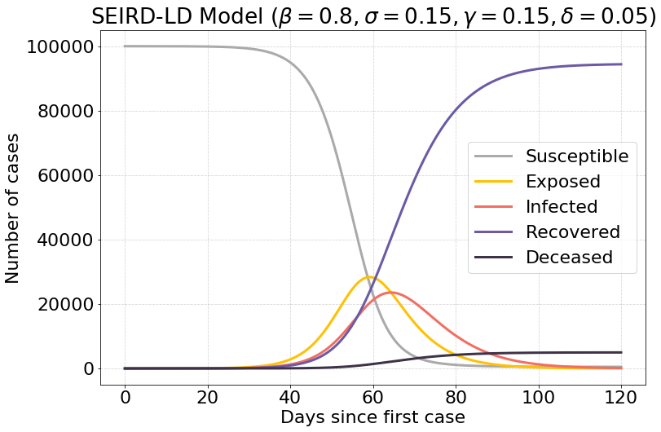 SEIRD-LD Model (β = 0.8, σ = 0.15, γ = 0.15, δ = 0.05)
100000
80000
60000
40000
20000
0
Number of cases
Susceptible
Exposed
Infected
Recovered
Deceased
0 20 40 60 80 100 120
Days since first case